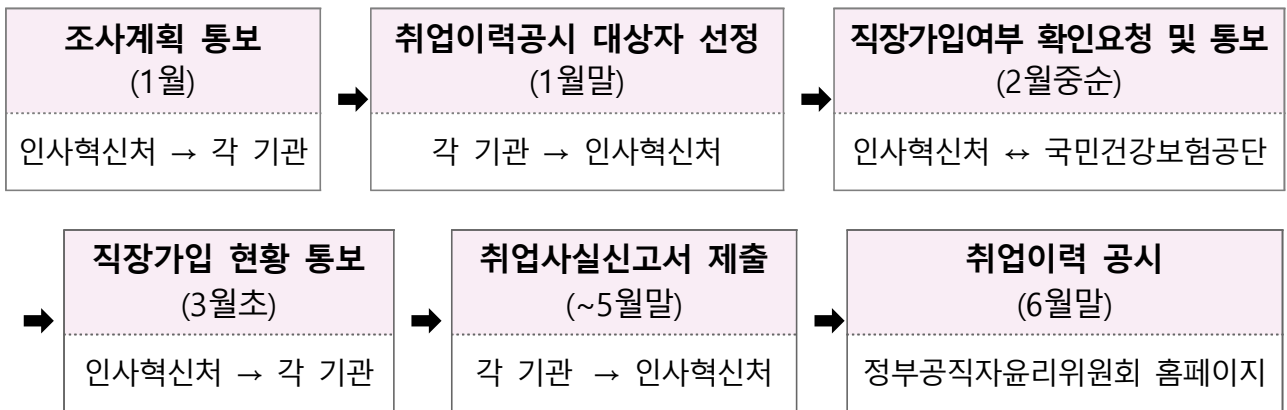 조사계획 통보
(1월)
인사혁신처 → 각 기관
➡
취업이력공시 대상자 선정
(1월말)
각 기관 → 인사혁신처
➡
직장가입여부 확인요청 및 통보
(2월중순)
인사혁신처 ↔ 국민건강보험공단
➡
직장가입 현황 통보
(3월초)
인사혁신처 → 각 기관
➡
취업사실신고서 제출
(~5월말)
각 기관 → 인사혁신처
➡
취업이력 공시
(6월말)
정부공직자윤리위원회 홈페이지